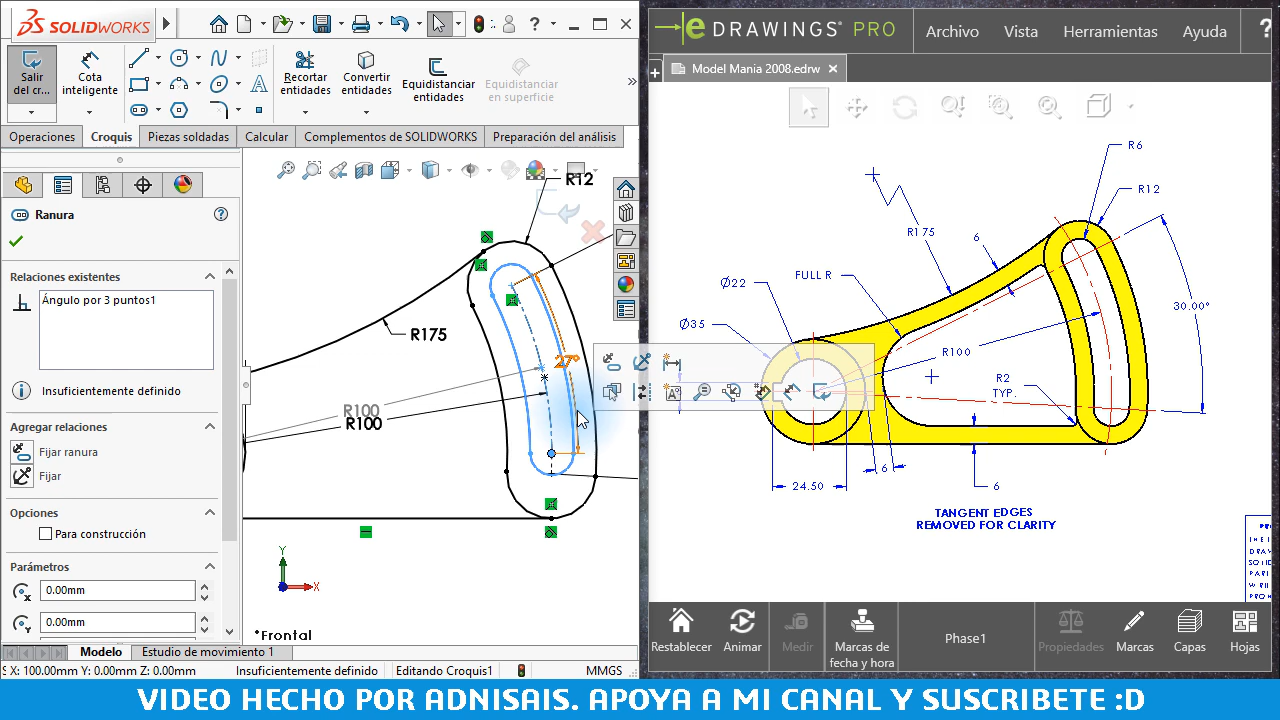 SOLIDWORKS
Salir
del cr...
Cota
inteligente
Recortar
entidades
Convertir
entidades
Equidistanciar
entidades
Equidistanciar
en superficie
Operaciones
Croquis
Piezas soldadas
Calcular
Complementos de SOLIDWORKS
Preparación del análisis
Ranura
Relaciones existentes
Ángulo por 3 puntos1
Insuficientemente definido
Agregar relaciones
Fijar ranura
Fijar
Opciones
Para construcción
Parámetros
0.00mm
0.00mm
R12
R175
27°
R100
R100
Y
X
*Frontal
Modelo
Estudio de movimiento 1
X: 100.00mm Y: 0.00mm Z: 0.00mm
Insuficientemente definido
Editando Croquis1
MMGS
eDRAWINGS® PRO
Archivo
Vista
Herramientas
Ayuda
?
Model Mania 2008.edrw
R6
R12
R175
6
FULL R
Ø22
Ø35
30.00°
R100
R2
TYP.
6
24.50
6
TANGENT EDGES
REMOVED FOR CLARITY
Restablecer
Animar
Medir
Marcas de
fecha y hora
Phase1
Propiedades
Marcas
Capas
Hojas
VIDEO HECHO POR ADNISAIS. APOYA A MI CANAL Y SUSCRIBETE :D